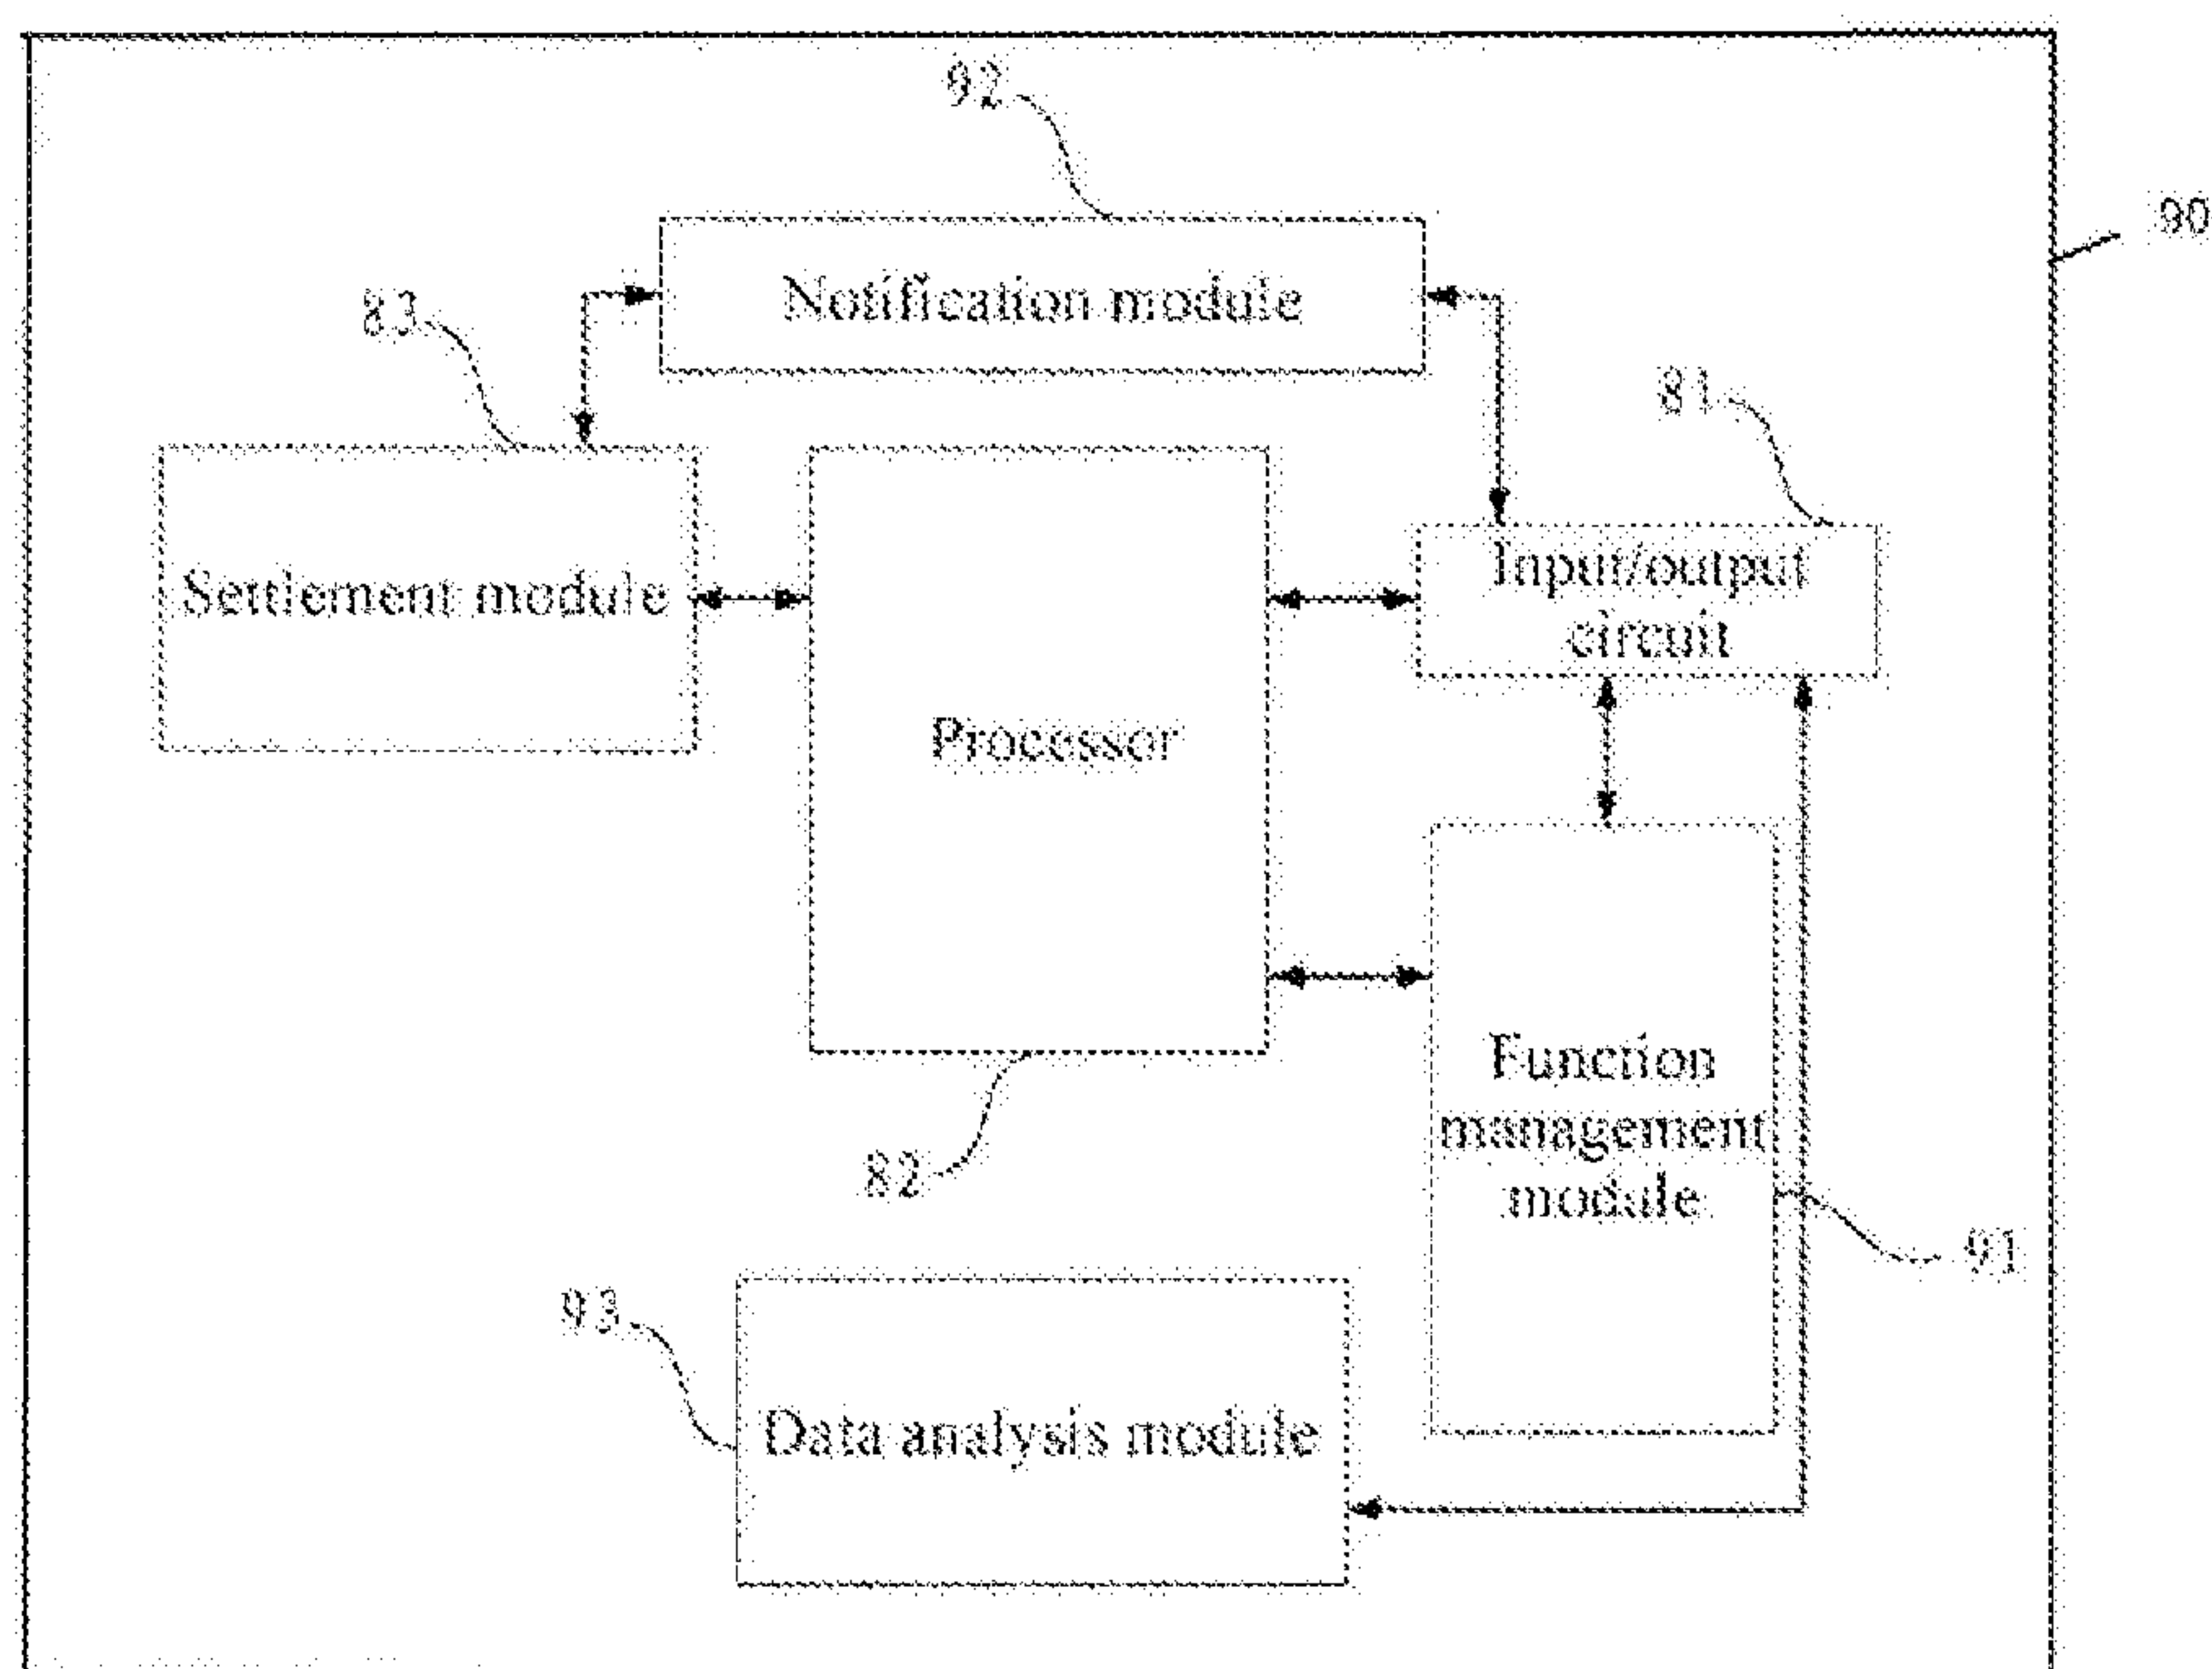 92
90
Notification module
83
81
Input/output
circuit
Settlement module
Processor
Function
management
module
82
91
93
Data analysis module